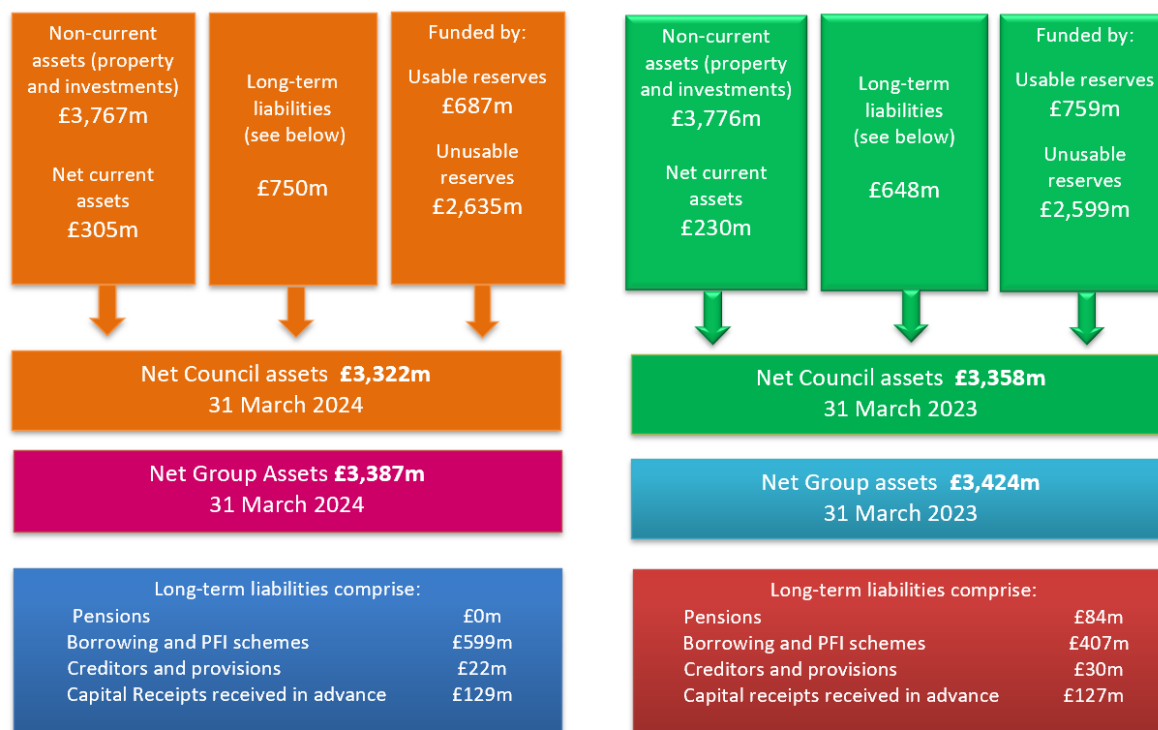 Non-current
assets (property
and investments)
£3,767m
Net current
assets
£305m
Long-term
liabilities
(see below)
£750m
Funded by:
Usable reserves
£687m
Unusable
reserves
£2,635m
Net Council assets £3,322m
31 March 2024
Net Group Assets £3,387m
31 March 2024
Long-term liabilities comprise:
Pensions £0m
Borrowing and PFI schemes £599m
Creditors and provisions £22m
Capital Receipts received in advance £129m
Non-current
assets (property
and investments)
£3,776m
Net current
assets
£230m
Long-term
liabilities
(see below)
£648m
Funded by:
Usable reserves
£759m
Unusable
reserves
£2,599m
Net Council assets £3,358m
31 March 2023
Net Group assets £3,424m
31 March 2023
Long-term liabilities comprise:
Pensions £84m
Borrowing and PFI schemes £407m
Creditors and provisions £30m
Capital receipts received in advance £127m